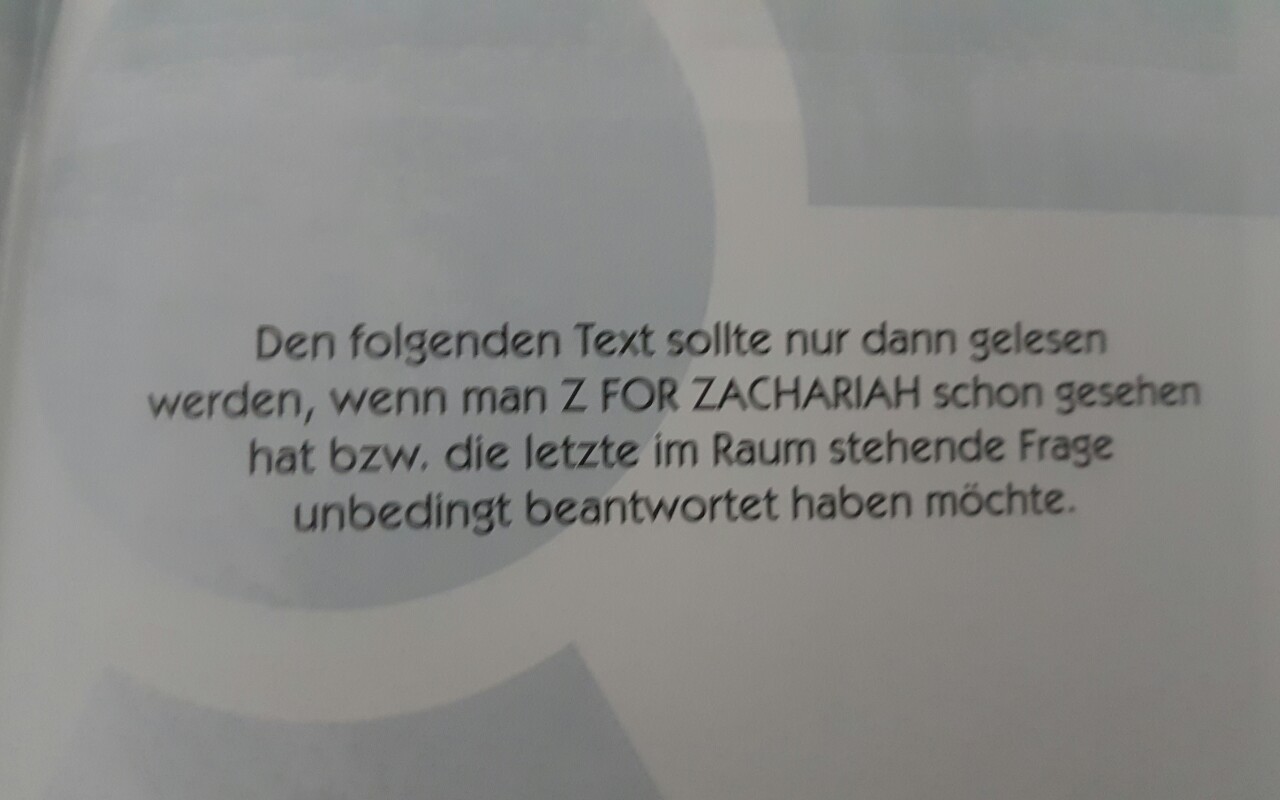 Den folgenden Text sollte nur dann gelesen
werden, wenn man Z FOR ZACHARIAH schon gesehen
hat bzw. die letzte im Raum stehende Frage
unbedingt beantwortet haben möchte.